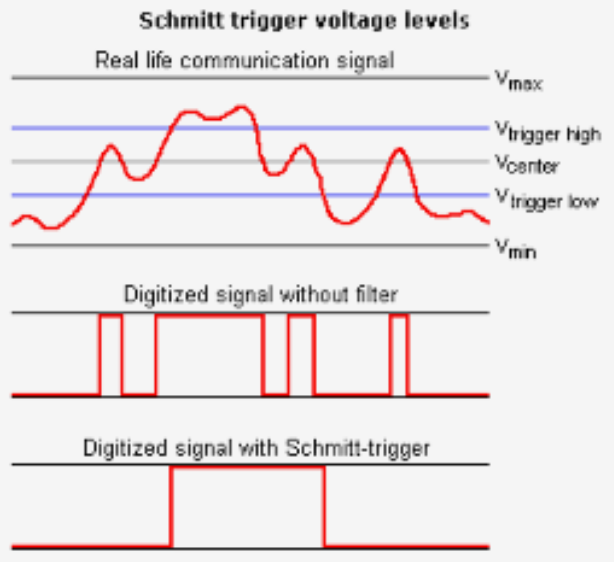 Schmitt trigger voltage levels
Real life communication signal
Vmax
Vtrigger high
Vcenter
Vtrigger low
Vmin
Digitized signal without filter
Digitized signal with Schmitt-trigger